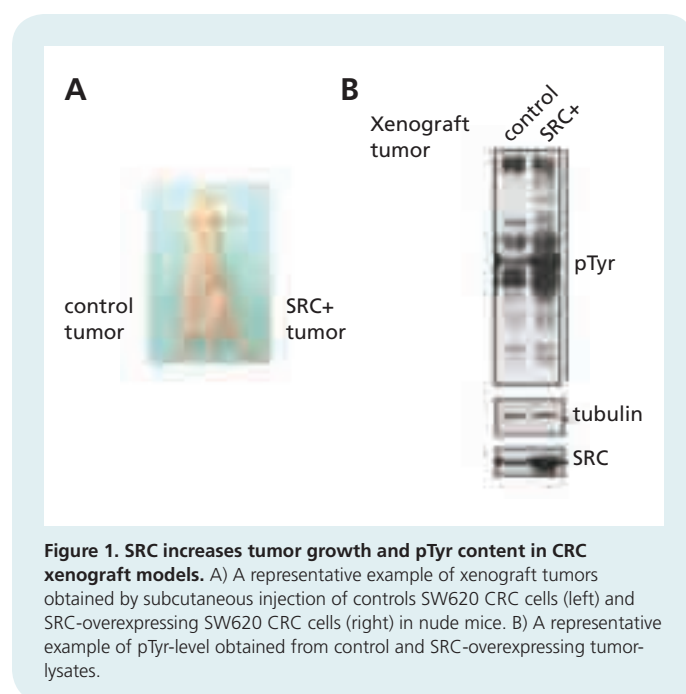 A
B
Xenograft
tumor
control
SRC+
control
tumor
SRC+
tumor
pTyr
tubulin
SRC
Figure 1. SRC increases tumor growth and pTyr content in CRC
xenograft models. A) A representative example of xenograft tumors
obtained by subcutaneous injection of controls SW620 CRC cells (left) and
SRC-overexpressing SW620 CRC cells (right) in nude mice. B) A representative
example of pTyr-level obtained from control and SRC-overexpressing tumor-
lysates.